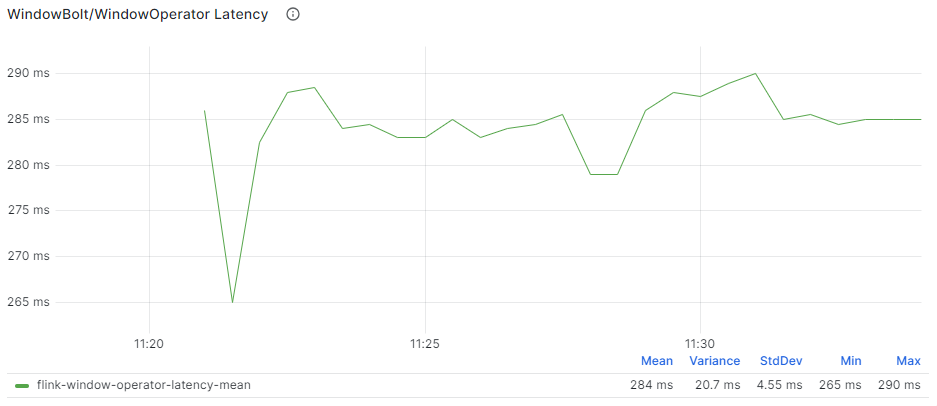 WindowBolt/WindowOperator Latency
290 ms
285 ms
280 ms
275 ms
270 ms
265 ms
11:20 11:25 11:30
Mean Variance StdDev Min Max
flink-window-operator-latency-mean 284 ms 20.7 ms 4.55 ms 265 ms 290 ms